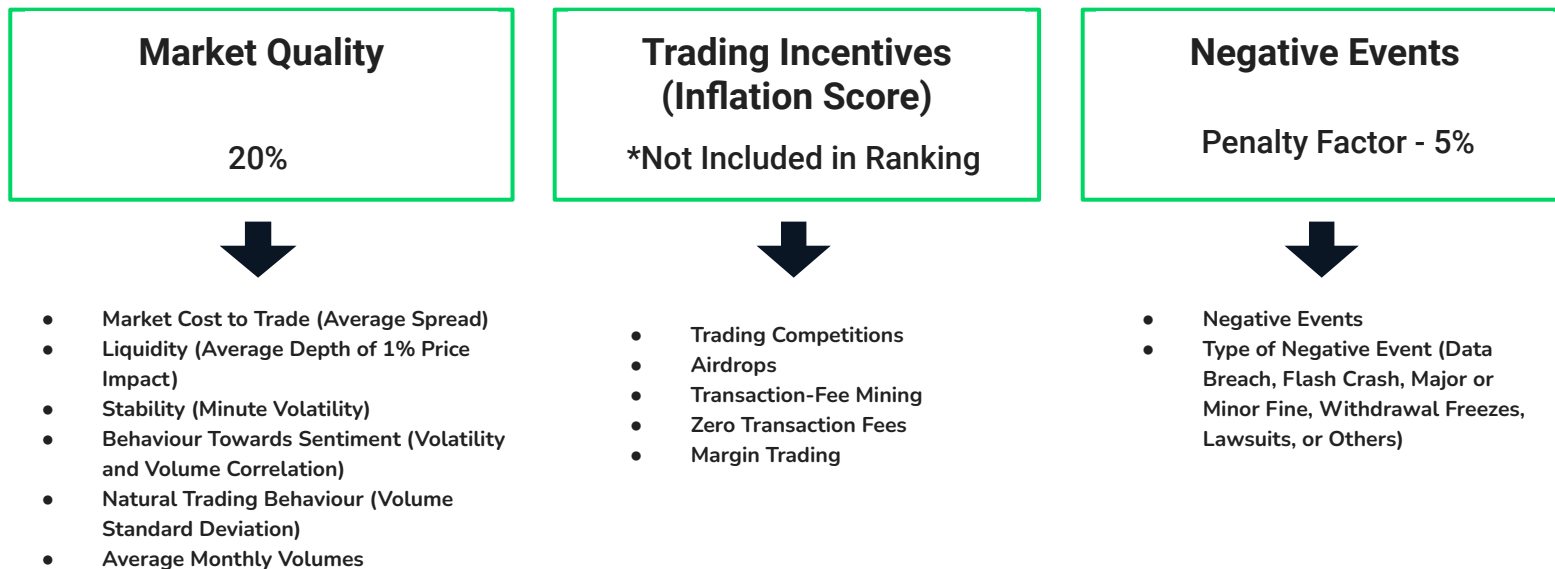 Market Quality
20%
● Market Cost to Trade (Average Spread)
● Liquidity (Average Depth of 1% Price
Impact)
● Stability (Minute Volatility)
● Behaviour Towards Sentiment (Volatility
and Volume Correlation)
● Natural Trading Behaviour (Volume
Standard Deviation)
● Average Monthly Volumes
Trading Incentives
(Inflation Score)
*Not Included in Ranking
● Trading Competitions
● Airdrops
● Transaction-Fee Mining
● Zero Transaction Fees
● Margin Trading
Negative Events
Penalty Factor - 5%
● Negative Events
● Type of Negative Event (Data
Breach, Flash Crash, Major or
Minor Fine, Withdrawal Freezes,
Lawsuits, or Others)